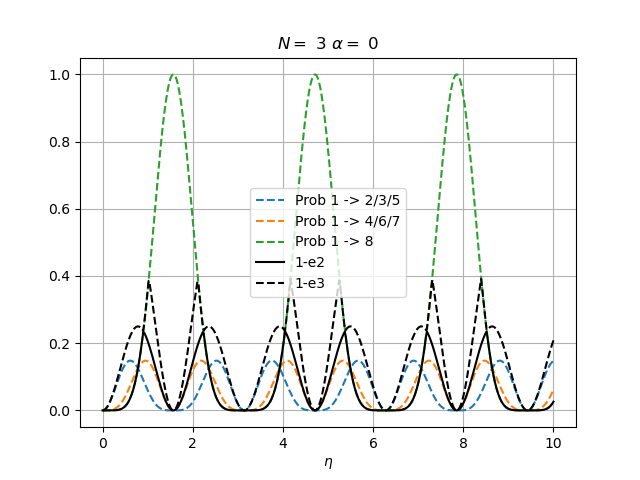 N = 3 α = 0
1.0
0.8
0.6
0.4
0.2
0.0
Prob 1 -> 2/3/5
Prob 1 -> 4/6/7
Prob 1 -> 8
1-e2
1-e3
0 2 4 6 8 10
η